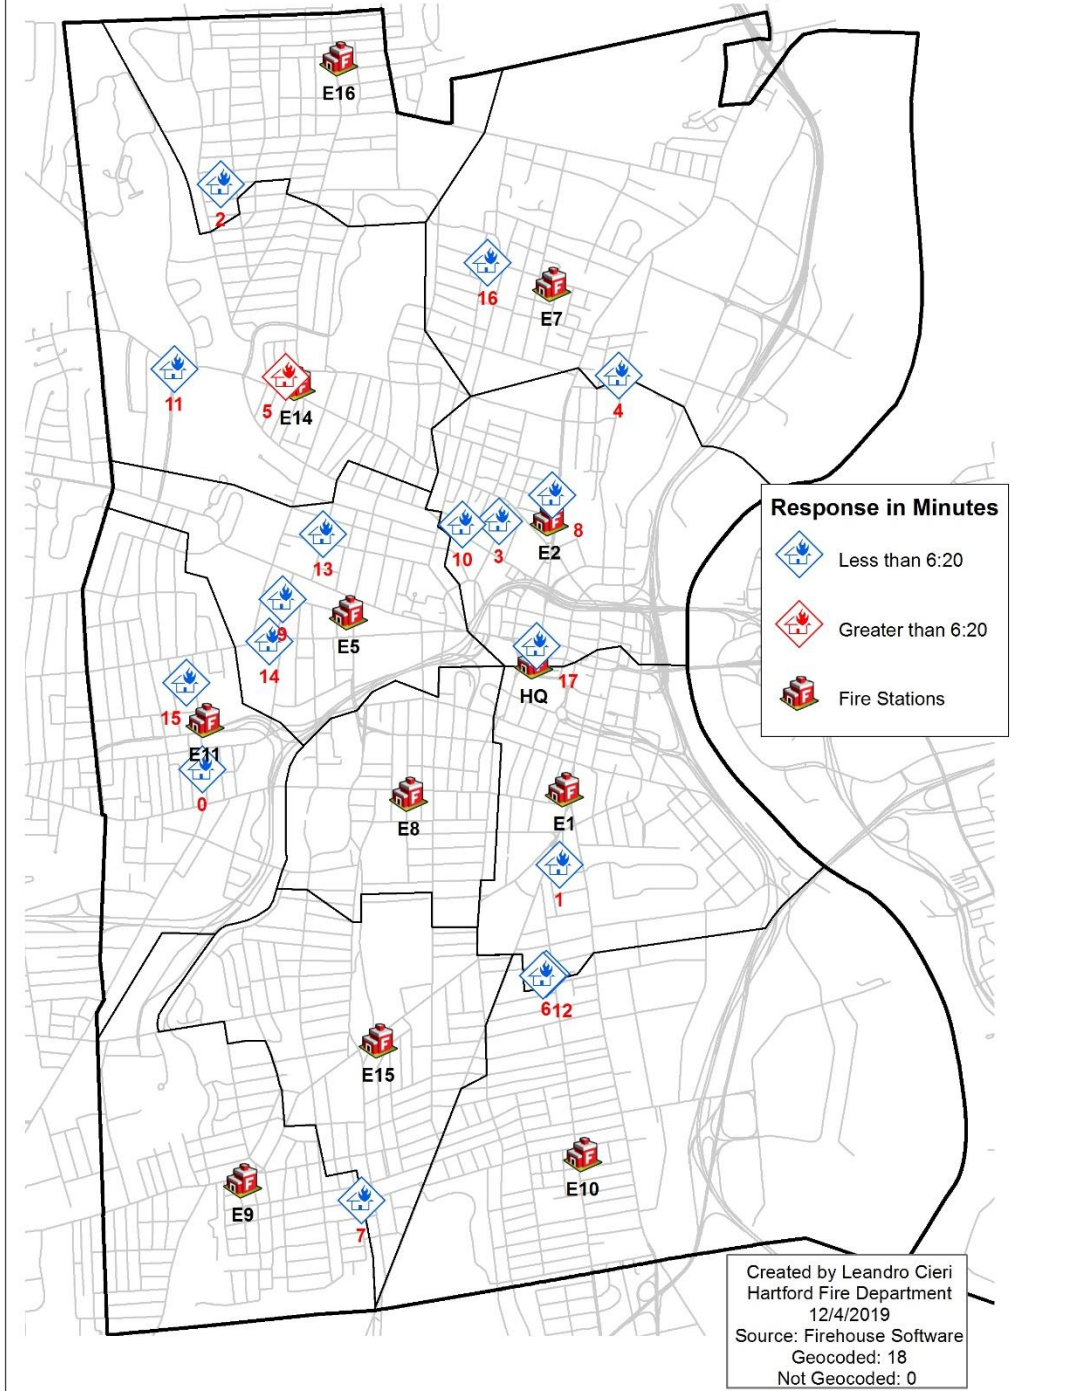 E16
2
16
E7
11
5
E14
4
10
3
8
E2
13
9
E5
14
HQ
17
15
E11
0
E8
E1
1
6
12
E15
E10
E9
7
Response in Minutes
Less than 6:20
Greater than 6:20
Fire Stations
Created by Leandro Cieri
Hartford Fire Department
12/4/2019
Source: Firehouse Software
Geocoded: 18
Not Geocoded: 0